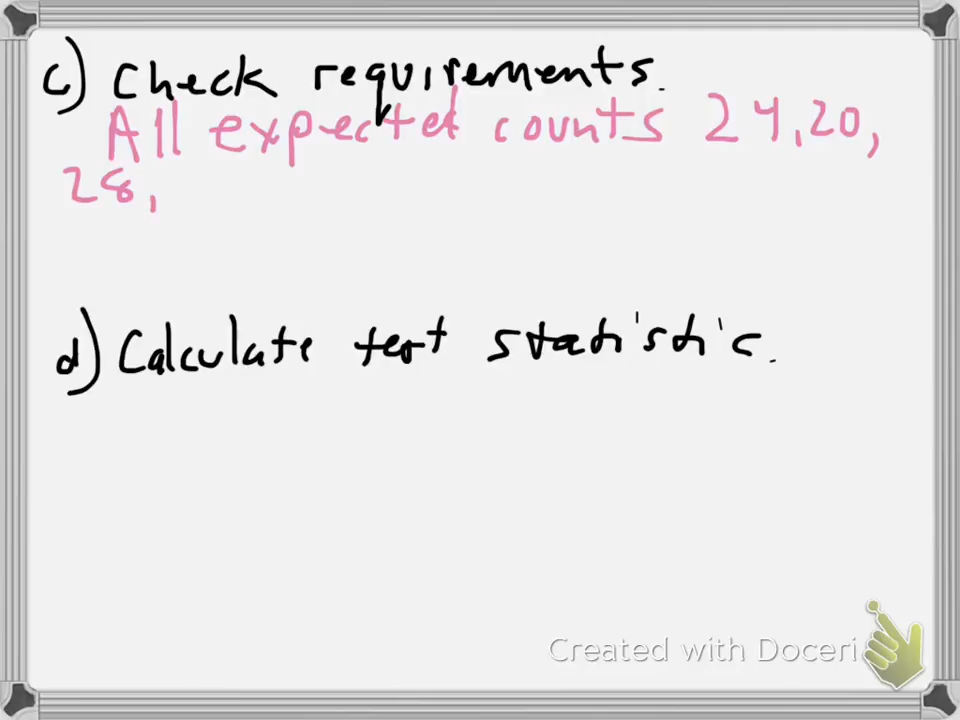 c) Check requirements.
All expected counts 24,20,
28,
d) Calculate test statistic.
Created with Doceri